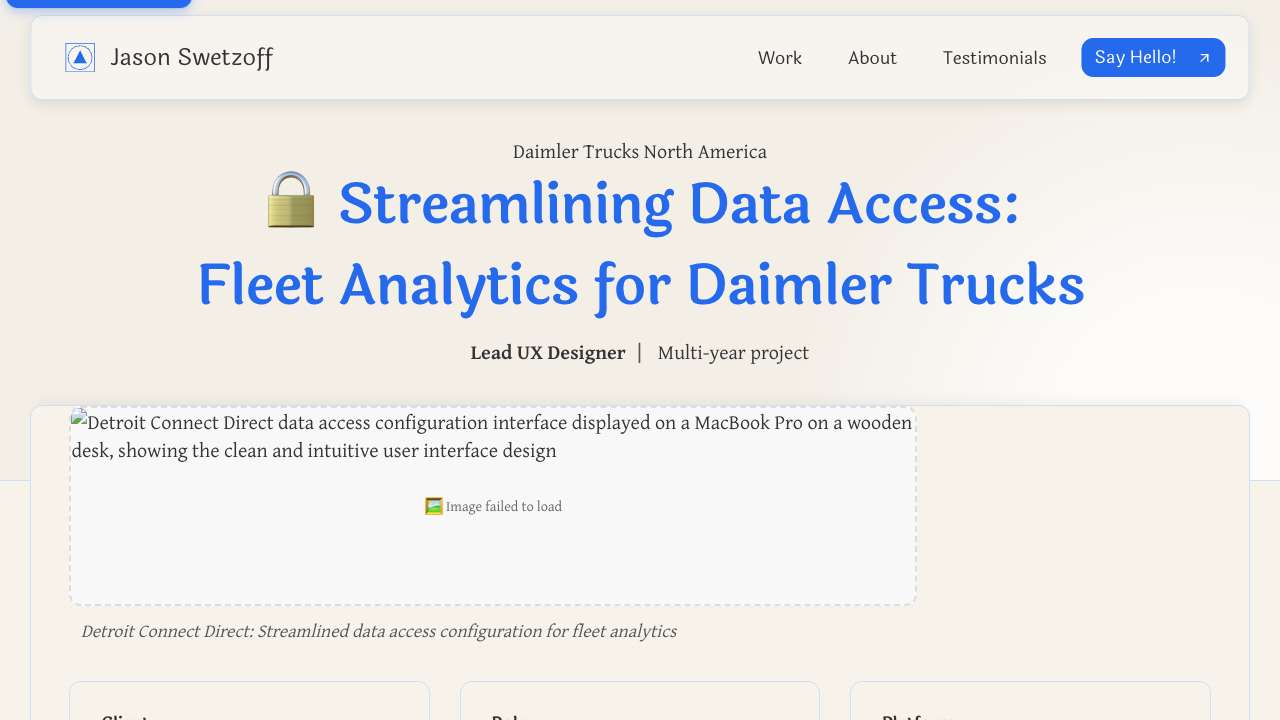 Jason Swetzoff
Work
About
Testimonials
Say Hello!
Daimler Trucks North America
Streamlining Data Access:
Fleet Analytics for Daimler Trucks
Lead UX Designer | Multi-year project
Detroit Connect Direct data access configuration interface displayed on a MacBook Pro on a wooden
desk, showing the clean and intuitive user interface design
Image failed to load
Detroit Connect Direct: Streamlined data access configuration for fleet analytics